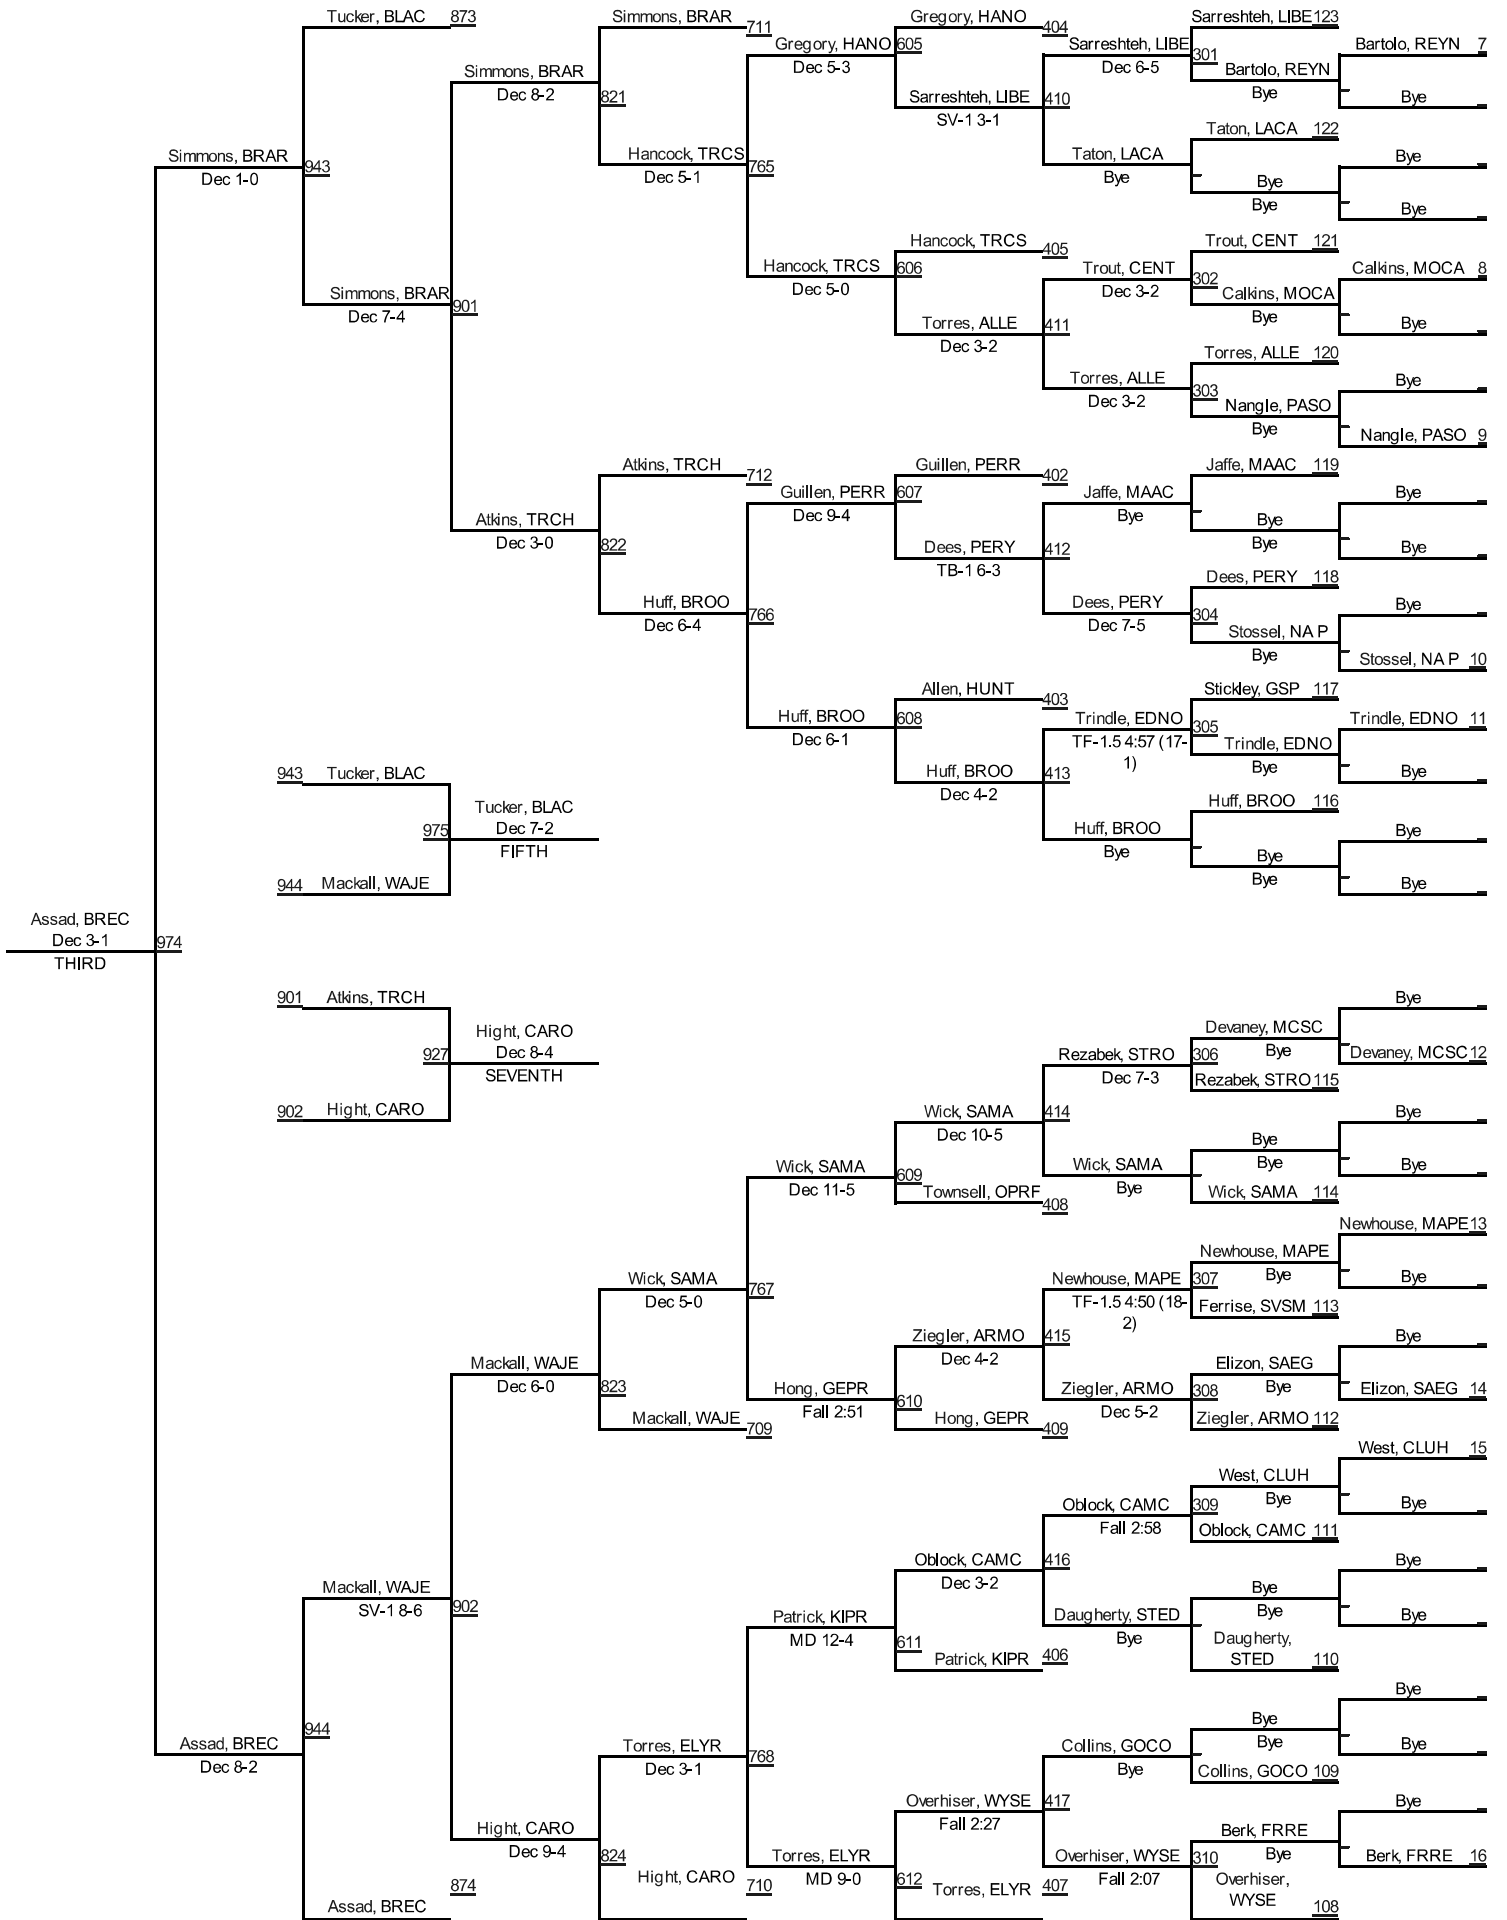 Tucker, BLAC 873
Simmons, BRAR
711
Gregory, HANO
404
Sarreshteh, LIBE 123
Gregory, HANO 605
Dec 5-3
Sarreshteh, LIBE
Dec 6-5
301
Bartolo, REYN 7
Simmons, BRAR
Dec 8-2
821
Bartolo, REYN
Bye
Bye
Sarreshteh, LIBE 410
SV-1 3-1
Taton, LACA 122
Simmons, BRAR
Dec 1-0
943
Hancock, TRCS
Dec 5-1
765
Taton, LACA
Bye
Bye
Bye
Bye
Bye
Hancock, TRCS
405
Trout, CENT 121
Hancock, TRCS 606
Dec 5-0
Trout, CENT
Dec 3-2
302
Calkins, MOCA 8
Calkins, MOCA
Bye
Bye
Simmons, BRAR
Dec 7-4
901
Torres, ALLE 411
Dec 3-2
Torres, ALLE 120
Torres, ALLE
Dec 3-2
303
Bye
Nangle, PASO
Bye
Nangle, PASO 9
Atkins, TRCH
712
Guillen, PERR
402
Jaffe, MAAC 119
Guillen, PERR 607
Dec 9-4
Jaffe, MAAC
Bye
Bye
Atkins, TRCH
Dec 3-0
822
Bye
Bye
Bye
Dees, PERY 412
TB-1 6-3
Dees, PERY 118
Huff, BROO
Dec 6-4
766
Dees, PERY
Dec 7-5
304
Bye
Stossel, NA P
Bye
Stossel, NA P 10
Allen, HUNT
403
Stickley, GSP 117
Huff, BROO 608
Dec 6-1
Trindle, EDNO
TF-1.5 4:57 (17-
1)
305
Trindle, EDNO 11
Trindle, EDNO
Bye
Bye
943 Tucker, BLAC
Huff, BROO 413
Dec 4-2
Huff, BROO 116
975
Tucker, BLAC
Dec 7-2
FIFTH
Huff, BROO
Bye
Bye
Bye
Bye
Bye
944 Mackall, WAJE
Assad, BREC
Dec 3-1
THIRD
974
901 Atkins, TRCH
Bye
927
Hight, CARO
Dec 8-4
SEVENTH
Rezabek, STRO
Dec 7-3
306
Devaney, MCSC
Bye
Devaney, MCSC 12
Rezabek, STRO 115
902 Hight, CARO
Wick, SAMA
Dec 10-5
414
Bye
Wick, SAMA
Dec 11-5
609
Wick, SAMA
Bye
Bye
Bye
Bye
Townsell, OPRF
408
Wick, SAMA 114
Newhouse, MAPE 13
Wick, SAMA
Dec 5-0
767
Newhouse, MAPE
TF-1.5 4:50 (18-
2)
307
Newhouse, MAPE
Bye
Bye
Ferrise, SVSM 113
Ziegler, ARMO
Dec 4-2
415
Bye
Mackall, WAJE
Dec 6-0
823
Hong, GEPR
Fall 2:51
610
Ziegler, ARMO
Dec 5-2
308
Elizon, SAEG
Bye
Elizon, SAEG 14
Mackall, WAJE
709
Hong, GEPR
409
Ziegler, ARMO 112
West, CLUH 15
Oblock, CAMC
Fall 2:58
309
West, CLUH
Bye
Bye
Oblock, CAMC 111
Oblock, CAMC
Dec 3-2
416
Bye
Mackall, WAJE
SV-1 8-6
902
Patrick, KIPR
MD 12-4
611
Daugherty, STED
Bye
Bye
Bye
Bye
Patrick, KIPR 406
Daugherty,
STED 110
Bye
Assad, BREC
Dec 8-2
944
Torres, ELYR
Dec 3-1
768
Collins, GOCO
Bye
Bye
Bye
Bye
Collins, GOCO 109
Overhiser, WYSE
Fall 2:27
417
Bye
Hight, CARO
Dec 9-4
824
Torres, ELYR
MD 9-0
612
Overhiser, WYSE
Fall 2:07
310
Berk, FRRE
Bye
Berk, FRRE 16
Assad, BREC
874
Hight, CARO
710
Torres, ELYR 407
Overhiser,
WYSE
108